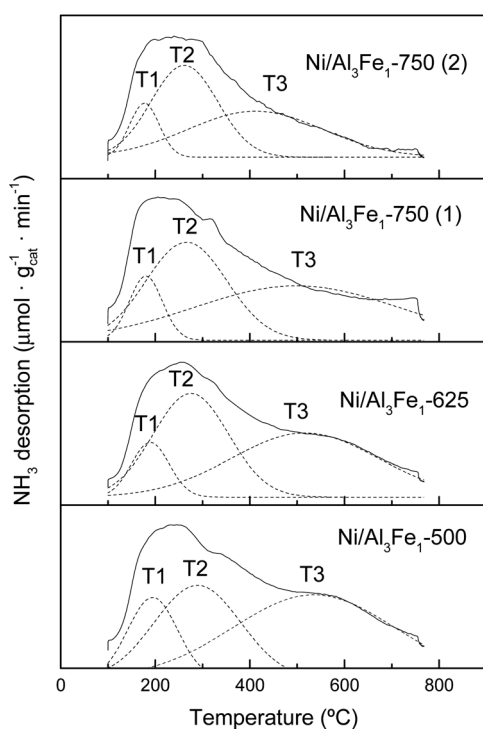 Ni/Al₃Fe₁-750 (2)
T1
T2
T3
Ni/Al₃Fe₁-750 (1)
T1
T2
T3
Ni/Al₃Fe₁-625
T1
T2
T3
Ni/Al₃Fe₁-500
T1
T2
T3
NH₃ desorption (μmol · g⁻¹cat · min⁻¹)
0 200 400 600 800
Temperature (ºC)